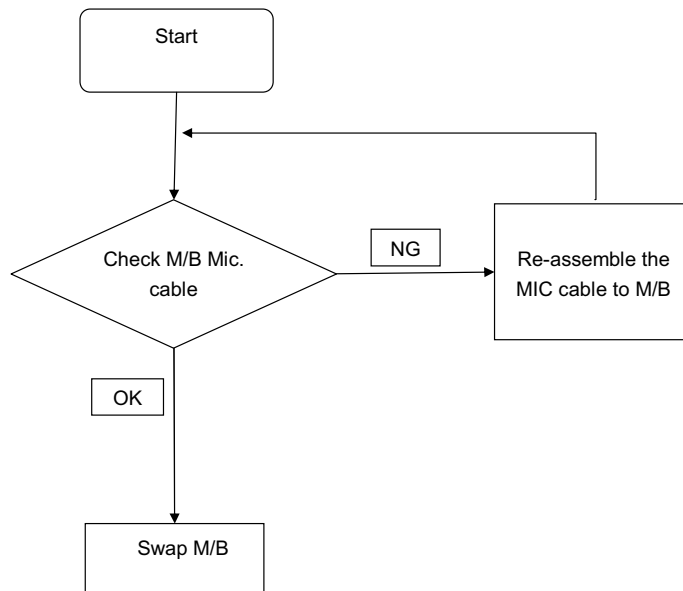 Start
Check M/B Mic.
cable
NG
Re-assemble the
MIC cable to M/B
OK
Swap M/B